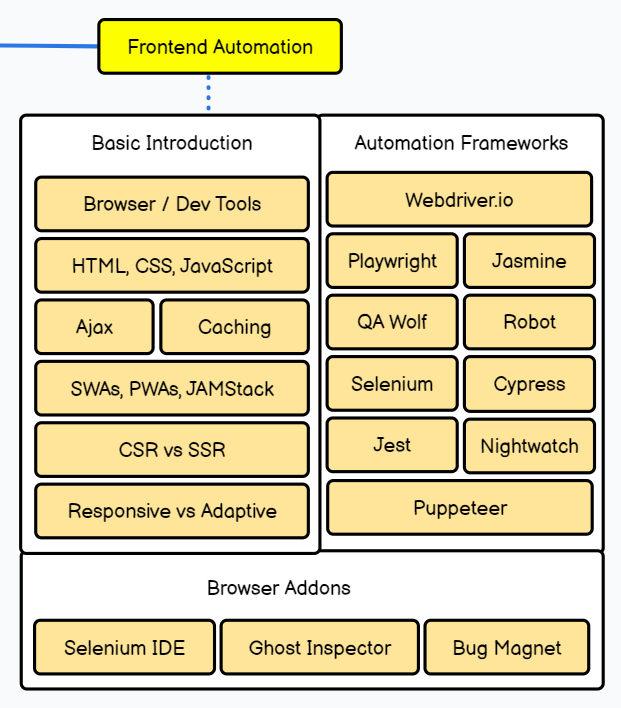 Frontend Automation
Basic Introduction
Browser / Dev Tools
HTML, CSS, JavaScript
Ajax
Caching
SWAs, PWAs, JAMStack
CSR vs SSR
Responsive vs Adaptive
Automation Frameworks
Webdriver.io
Playwright
Jasmine
QA Wolf
Robot
Selenium
Cypress
Jest
Nightwatch
Puppeteer
Browser Addons
Selenium IDE
Ghost Inspector
Bug Magnet